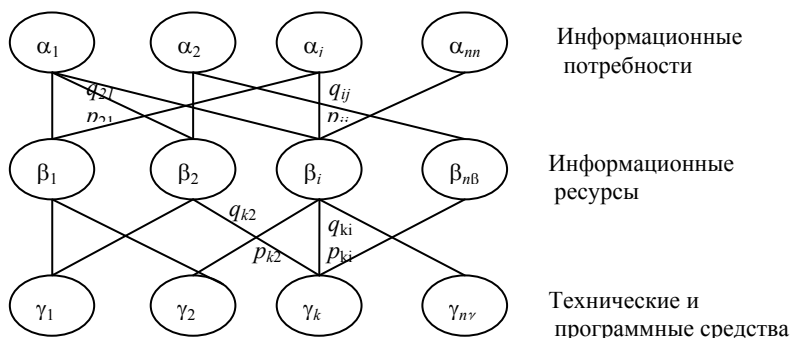 α1 α2 αi αnn Информационные
потребности
q21 qij
p21 pij
β1 β2 βi βnβ Информационные
ресурсы
qk2 qki
pk2 pki
γ1 γ2 γk γnγ Технические и
программные средства